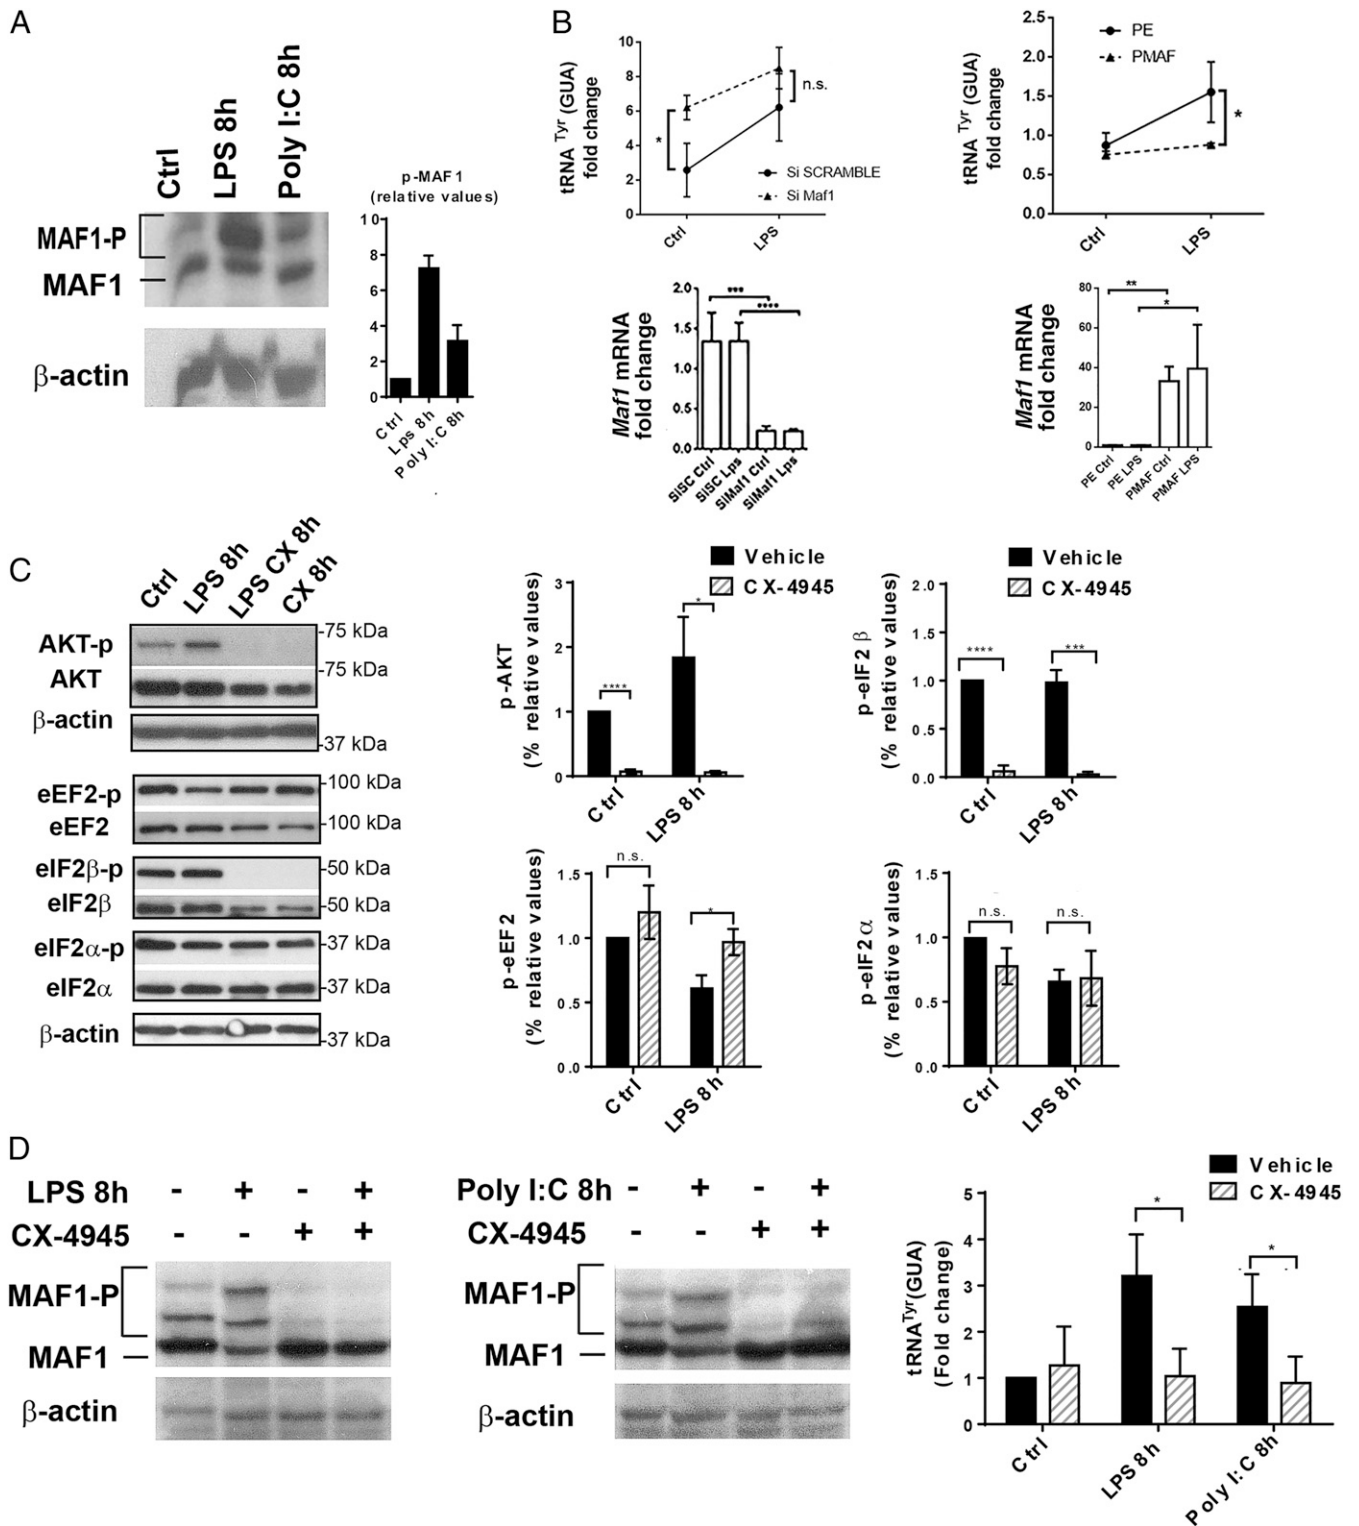 A
Ctrl
LPS 8h
Poly I:C 8h
MAF1-P
MAF1
β-actin
p-MAF1
(relative values)
10
8
6
4
2
0
Ctrl
Lps 8h
Poly I:C 8h
B
tRNA Tyr (GUA)
fold change
10
8
6
4
2
0
*
n.s.
Si SCRAMBLE
Si Maf1
Ctrl
LPS
tRNA Tyr (GUA)
fold change
2.5
2.0
1.5
1.0
0.5
0.0
PE
PMAF
*
Ctrl
LPS
Maf1 mRNA
fold change
2.0
1.5
1.0
0.5
0.0
***
****
SiSC Ctrl
SiSC Lps
SiMaf1 Ctrl
SiMaf1 Lps
Maf1 mRNA
fold change
80
60
40
20
0
**
*
PE Ctrl
PE LPS
PMAF Ctrl
PMAF LPS
C
Ctrl
LPS 8h
LPS CX 8h
CX 8h
AKT-p
-75 kDa
AKT
-75 kDa
β-actin
-37 kDa
eEF2-p
-100 kDa
eEF2
-100 kDa
eIF2β-p
-50 kDa
eIF2β
-50 kDa
eIF2α-p
-37 kDa
eIF2α
-37 kDa
β-actin
-37 kDa
Vehicle
CX-4945
p-AKT
(% relative values)
3
2
1
0
****
*
Ctrl
LPS 8h
Vehicle
CX-4945
p-eIF2β
(% relative values)
2.0
1.5
1.0
0.5
0.0
****
***
Ctrl
LPS 8h
p-eEF2
(% relative values)
1.5
1.0
0.5
0.0
n.s.
*
Ctrl
LPS 8h
p-eIF2α
(% relative values)
1.5
1.0
0.5
0.0
n.s.
n.s.
Ctrl
LPS 8h
D
LPS 8h - + - +
CX-4945 - - + +
MAF1-P
MAF1
β-actin
Poly I:C 8h - + - +
CX-4945 - - + +
MAF1-P
MAF1
β-actin
Vehicle
CX-4945
tRNATyr(GUA)
(Fold change)
5
4
3
2
1
0
*
*
Ctrl
LPS 8h
Poly I:C 8h